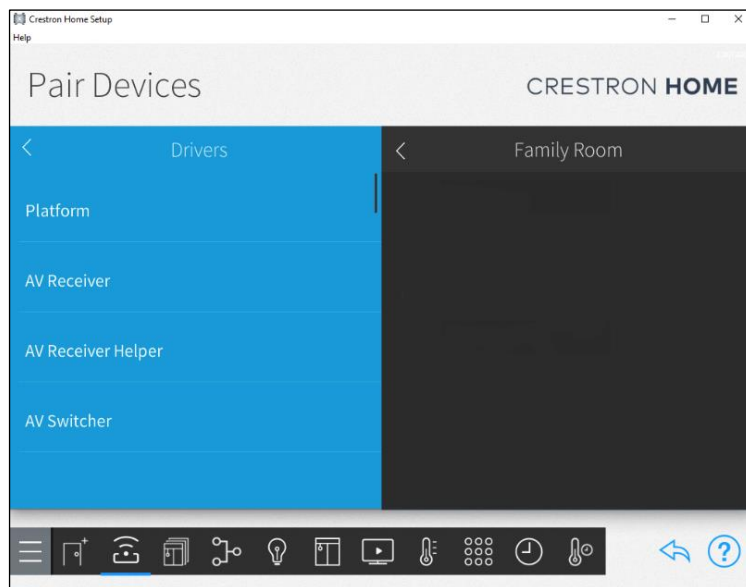 Crestron Home Setup
Help
Pair Devices
CRESTRON HOME
Drivers
Family Room
Platform
AV Receiver
AV Receiver Helper
AV Switcher
?